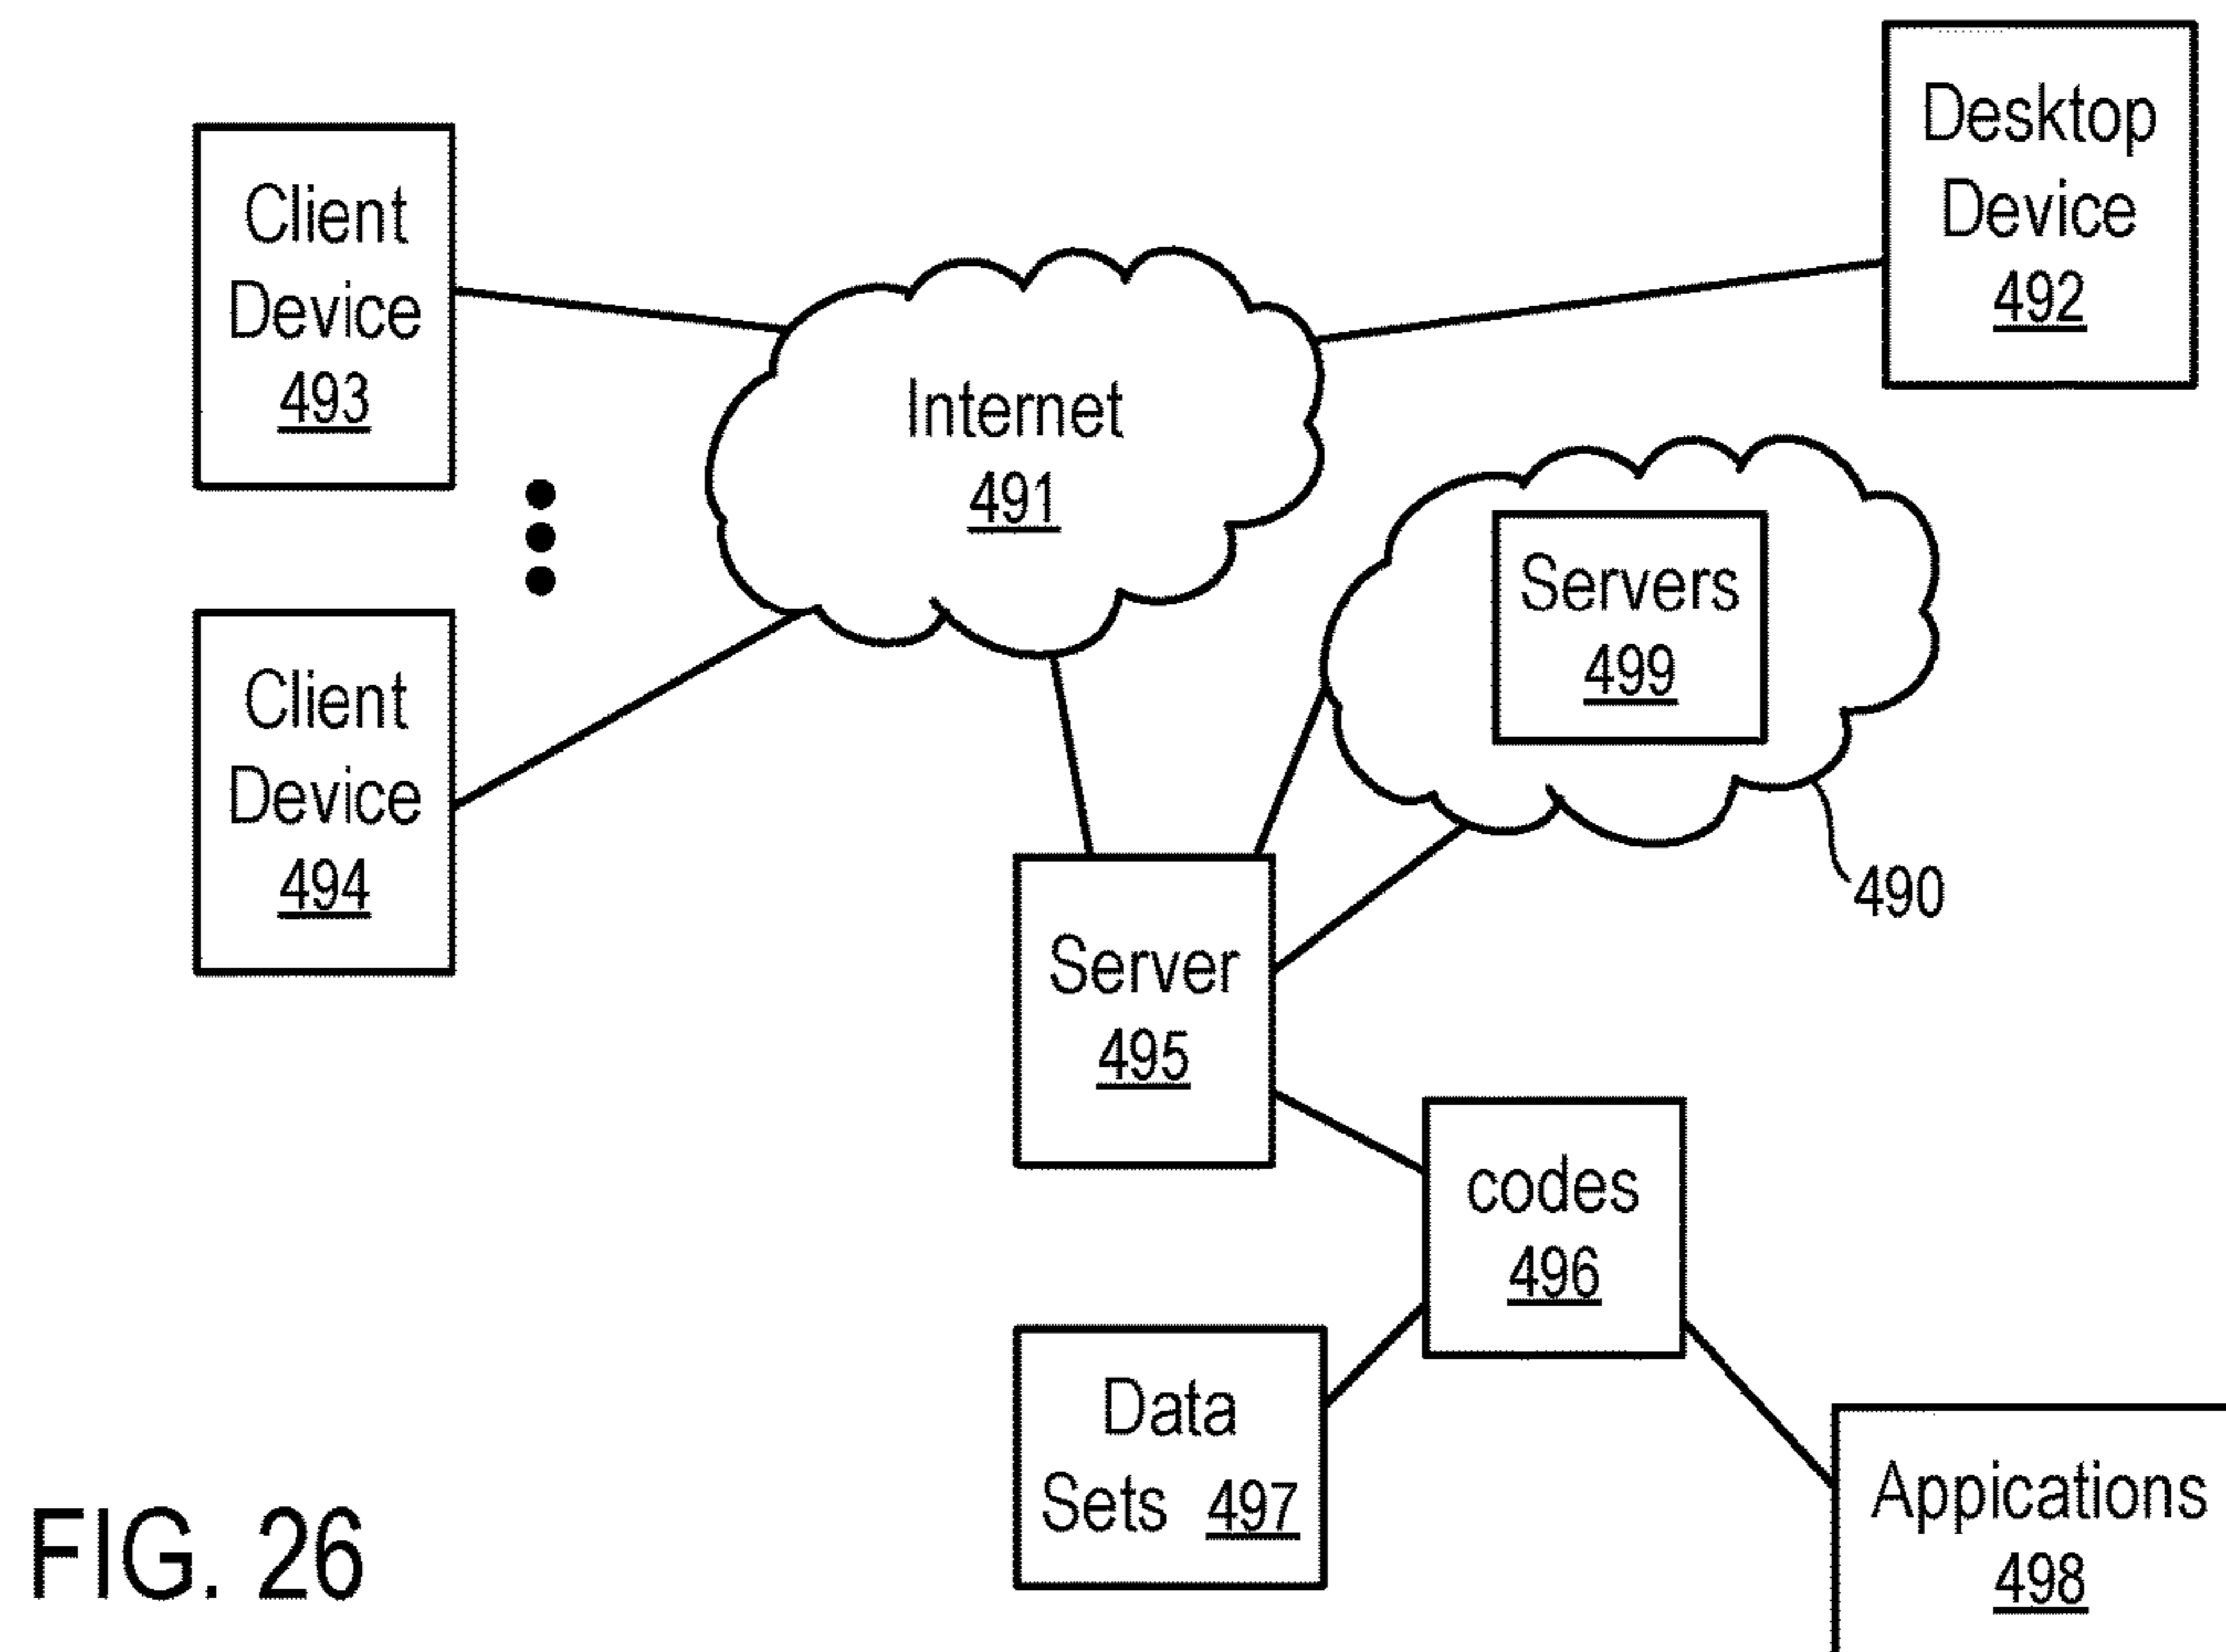 Desktop
Device
492
Client
Device
493
Internet
491
Servers
499
Client
Device
494
490
Server
495
codes
496
Data
Sets 497
Appications
498
FIG. 26